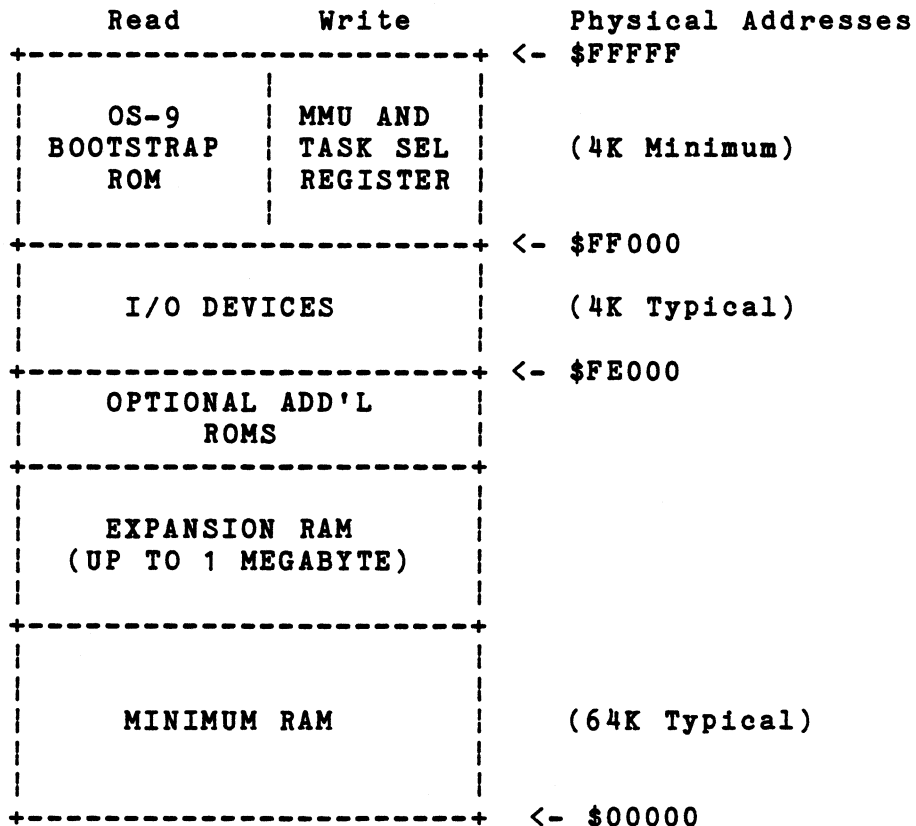 Read Write Physical Addresses
<- $FFFFF
OS-9 MMU AND
BOOTSTRAP TASK SEL (4K Minimum)
ROM REGISTER
<- $FF000
I/O DEVICES (4K Typical)
<- $FE000
OPTIONAL ADD'L
ROMS
EXPANSION RAM
(UP TO 1 MEGABYTE)
MINIMUM RAM (64K Typical)
<- $00000